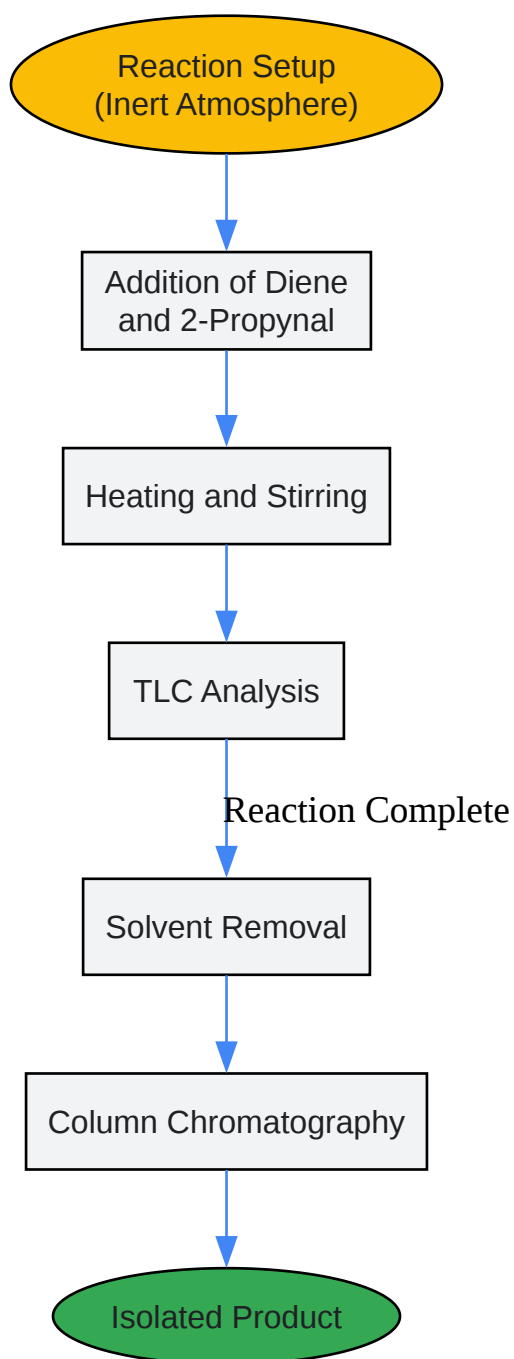 Reaction Setup
(Inert Atmosphere)
Addition of Diene
and 2-Propynal
Heating and Stirring
TLC Analysis
Reaction Complete
Solvent Removal
Column Chromatography
Isolated Product